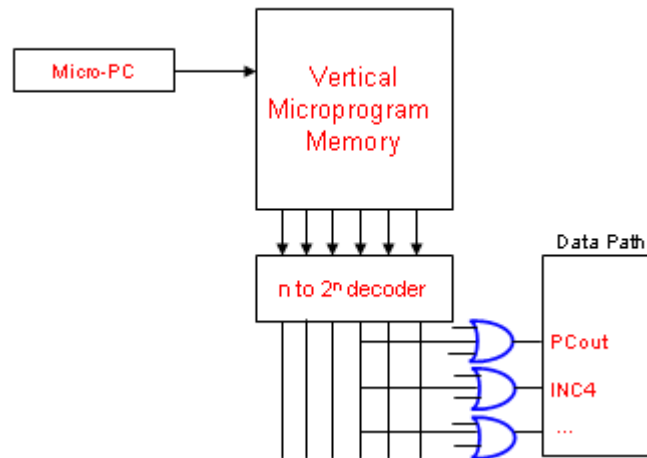 Micro-PC
Vertical
Microprogram
Memory
n to 2ⁿ decoder
Data Path
PCout
INC4
...